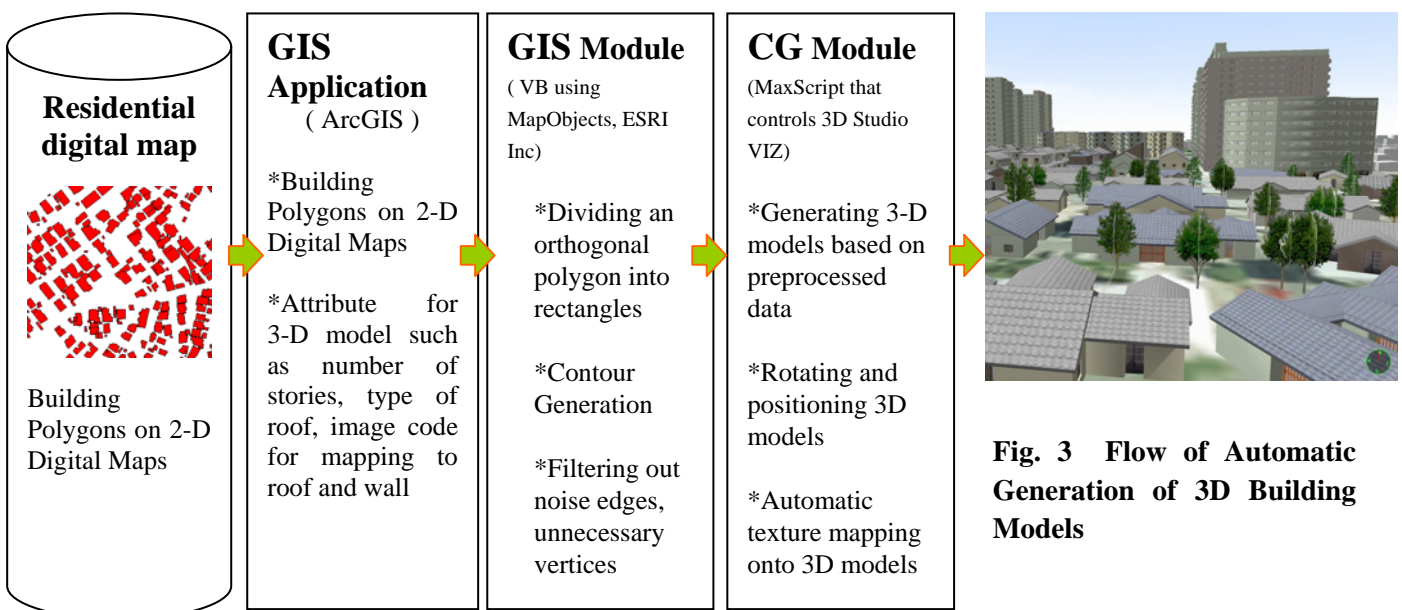 Residential
digital map
Building
Polygons on 2-D
Digital Maps
GIS
Application
( ArcGIS )
*Building
Polygons on 2-D
Digital Maps
*Attribute for
3-D model such
as number of
stories, type of
roof, image code
for mapping to
roof and wall
GIS Module
( VB using
MapObjects, ESRI
Inc)
*Dividing an
orthogonal
polygon into
rectangles
*Contour
Generation
*Filtering out
noise edges,
unnecessary
vertices
CG Module
(MaxScript that
controls 3D Studio
VIZ)
*Generating 3-D
models based on
preprocessed
data
*Rotating and
positioning 3D
models
*Automatic
texture mapping
onto 3D models
Fig. 3 Flow of Automatic
Generation of 3D Building
Models